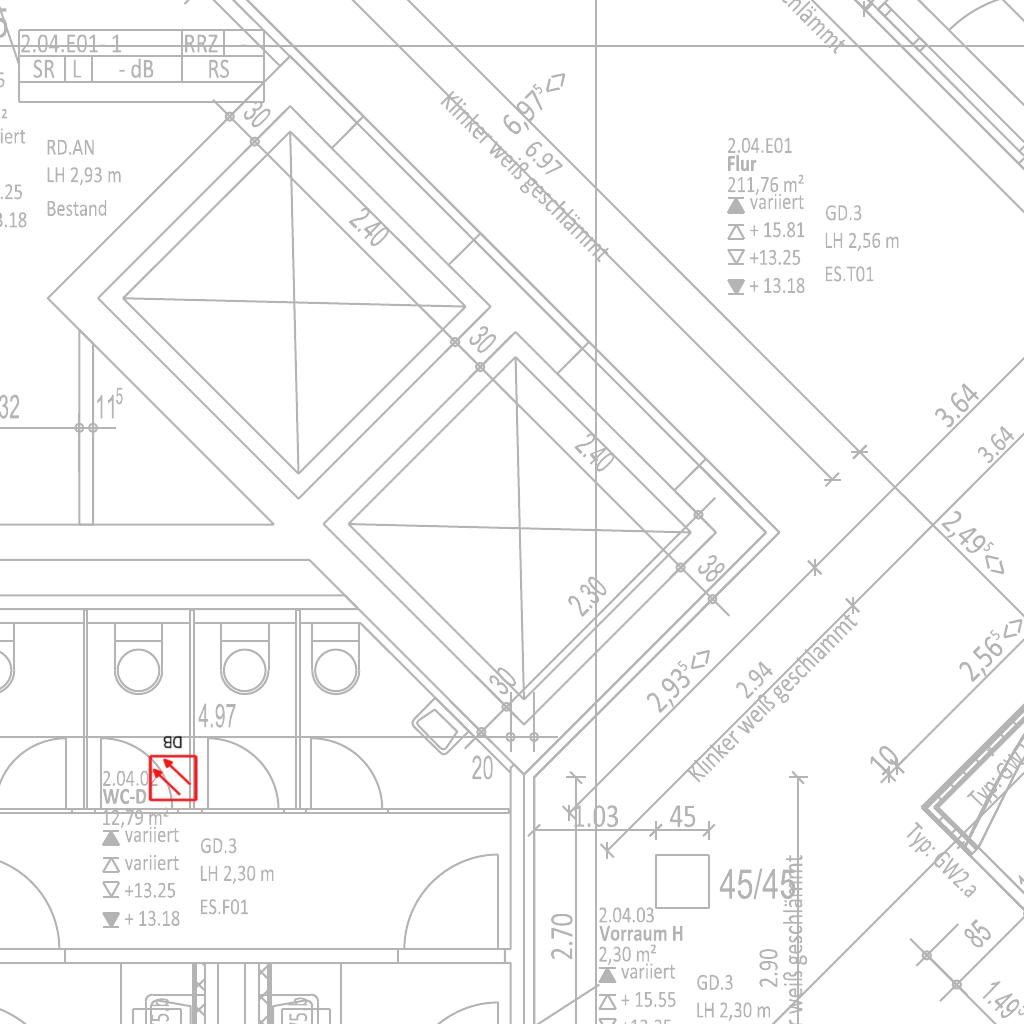 2.04.E01- 1 RRZ
SR L - dB RS
RD.AN
LH 2,93 m
Bestand
.25
3.18
30
2.40
6,97⁵
6.97
Klinker weiß geschlämmt
2.04.E01
Flur
211,76 m²
variiert
+ 15.81
+13.25
+ 13.18
GD.3
LH 2,56 m
ES.T01
30
2.40
2.30
38
30
32
11⁵
3.64
3.64
2,49⁵
2,56⁵
2,93⁵
2.94
Klinker weiß geschlämmt
4.97
20
DB
WC-D
12,79 m²
variiert
variiert
+13.25
+ 13.18
GD.3
LH 2,30 m
ES.F01
1.03
45
45/45
2.70
2.90
2.04.03
Vorraum H
2,30 m²
variiert
+ 15.55
GD.3
LH 2,30 m
10
Typ: GW2.a
85